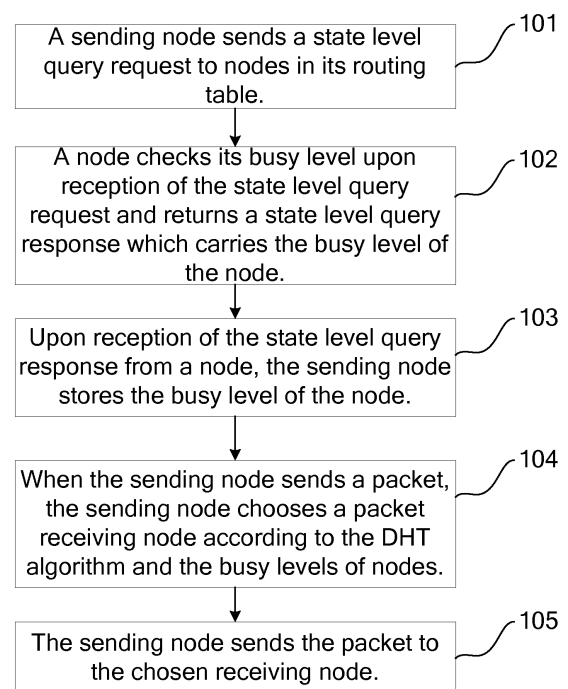 A sending node sends a state level
query request to nodes in its routing
table.
101
A node checks its busy level upon
reception of the state level query
request and returns a state level query
response which carries the busy level of
the node.
102
Upon reception of the state level query
response from a node, the sending node
stores the busy level of the node.
103
When the sending node sends a packet,
the sending node chooses a packet
receiving node according to the DHT
algorithm and the busy levels of nodes.
104
The sending node sends the packet to
the chosen receiving node.
105